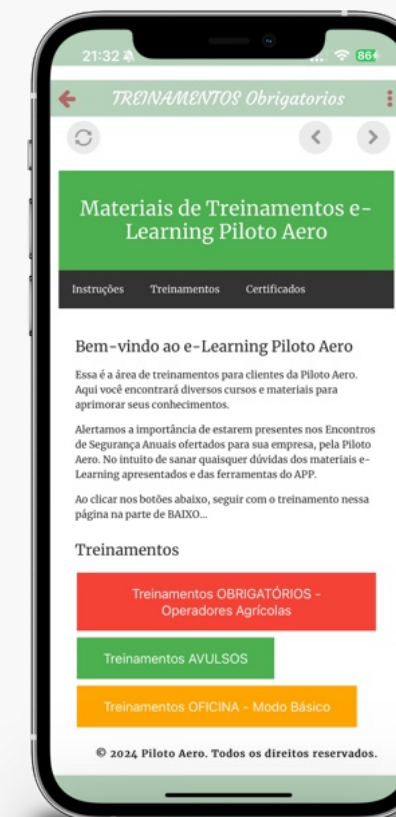 21:32
86
TREINAMENTOS Obrigatorios
Materiais de Treinamentos e-
Learning Piloto Aero
Instruções Treinamentos Certificados
Bem-vindo ao e-Learning Piloto Aero
Essa é a área de treinamentos para clientes da Piloto Aero.
Aqui você encontrará diversos cursos e materiais para
aprimorar seus conhecimentos.
Alertamos a importância de estarem presentes nos Encontros
de Segurança Anuais ofertados para sua empresa, pela Piloto
Aero. No intuito de sanar quaisquer dúvidas dos materiais e-
Learning apresentados e das ferramentas do APP.
Ao clicar nos botões abaixo, seguir com o treinamento nessa
página na parte de BAIXO...
Treinamentos
Treinamentos OBRIGATÓRIOS -
Operadores Agrícolas
Treinamentos AVULSOS
Treinamentos OFICINA - Modo Básico
© 2024 Piloto Aero. Todos os direitos reservados.